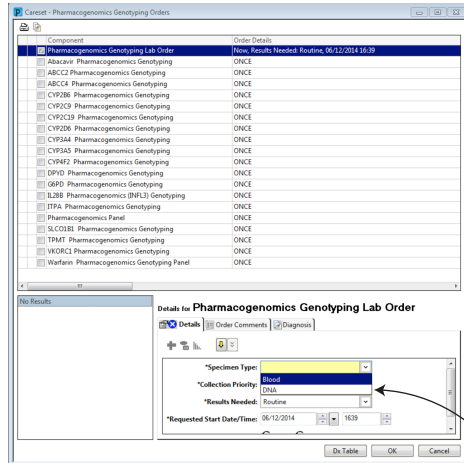 Careset - Pharmacogenomics Genotyping Orders
Component Order Details
Pharmacogenomics Genotyping Lab Order Now, Results Needed: Routine, 06/12/2014 16:39
Abacavir Pharmacogenomics Genotyping ONCE
ABCC2 Pharmacogenomics Genotyping ONCE
ABCC4 Pharmacogenomics Genotyping ONCE
CYP2B6 Pharmacogenomics Genotyping ONCE
CYP2C9 Pharmacogenomics Genotyping ONCE
CYP2C19 Pharmacogenomics Genotyping ONCE
CYP2D6 Pharmacogenomics Genotyping ONCE
CYP3A4 Pharmacogenomics Genotyping ONCE
CYP3A5 Pharmacogenomics Genotyping ONCE
CYP4F2 Pharmacogenomics Genotyping ONCE
DPYD Pharmacogenomics Genotyping ONCE
G6PD Pharmacogenomics Genotyping ONCE
IL28B Pharmacogenomics (INFL3) Genotyping ONCE
ITPA Pharmacogenomics Genotyping ONCE
Pharmacogenomics Panel ONCE
SLCO1B1 Pharmacogenomics Genotyping ONCE
TPMT Pharmacogenomics Genotyping ONCE
VKORC1 Pharmacogenomics Genotyping ONCE
Warfarin Pharmacogenomics Genotyping Panel ONCE
No Results
Details for Pharmacogenomics Genotyping Lab Order
Details Order Comments Diagnosis
*Specimen Type:
Blood
*Collection Priority:
DNA
*Results Needed: Routine
*Requested Start Date/Time: 06/12/2014 1639
Dx Table OK Cancel